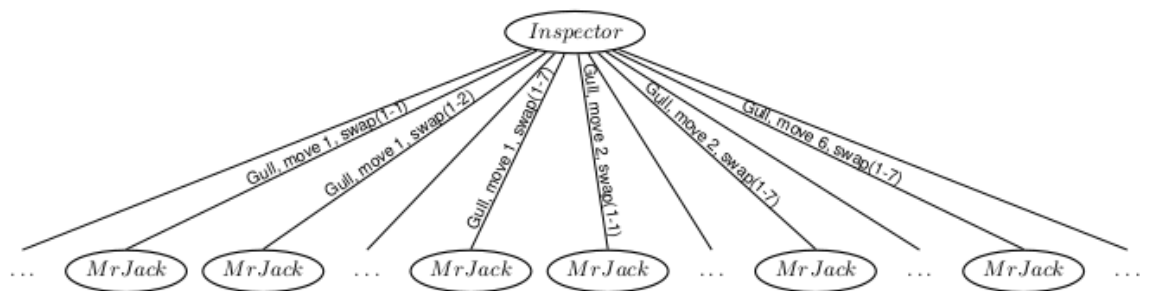 Inspector
Gull, move 1, swap(1-1)
Gull, move 1, swap(1-2)
Gull, move 1, swap(1-7)
Gull, move 2, swap(1-1)
Gull, move 2, swap(1-7)
Gull, move 6, swap(1-7)
... MrJack MrJack ... MrJack MrJack ... MrJack ... MrJack ...